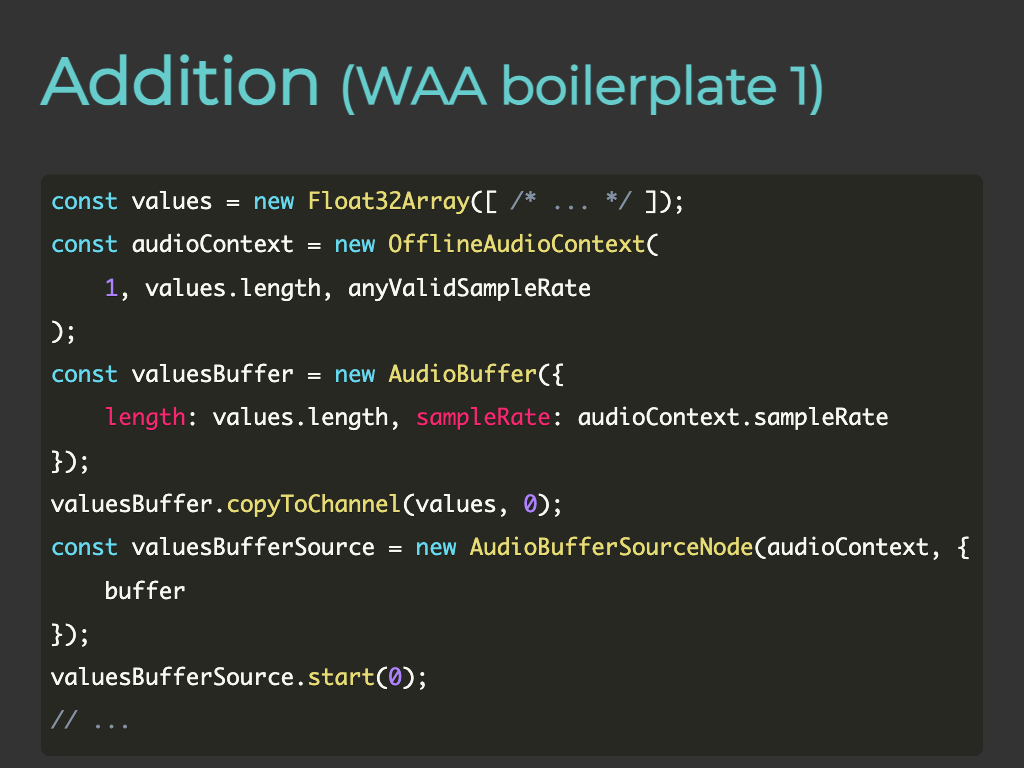 Addition (WAA boilerplate 1)
const values = new Float32Array([ /* ... */ ]);
const audioContext = new OfflineAudioContext(
    1, values.length, anyValidSampleRate
);
const valuesBuffer = new AudioBuffer({
    length: values.length, sampleRate: audioContext.sampleRate
});
valuesBuffer.copyToChannel(values, 0);
const valuesBufferSource = new AudioBufferSourceNode(audioContext, {
    buffer
});
valuesBufferSource.start(0);
// ...